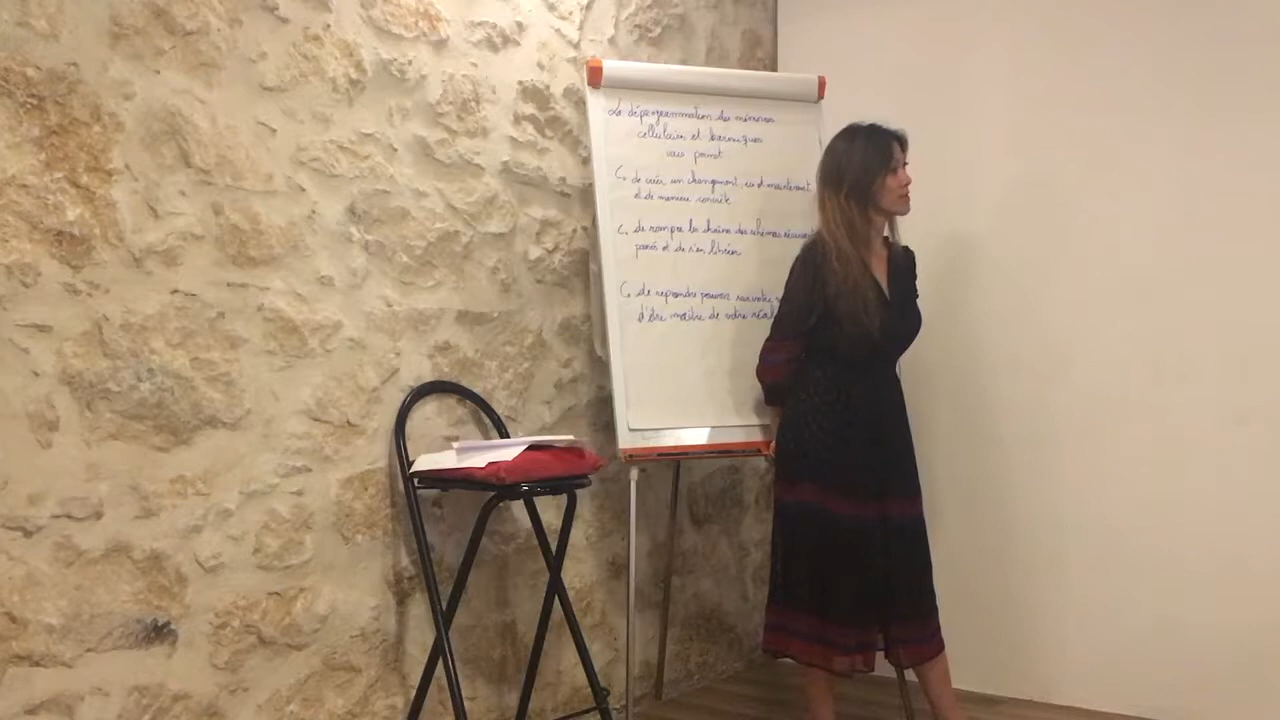 La déprogrammation des mémoires
cellulaires et karmiques
vous permet
de créer un changement, ici et maintenant
et de manière concrète
de rompre les chaînes des schémas
passés et de s'en libérer
de reprendre pouvoir sur votre
d'être maître de votre